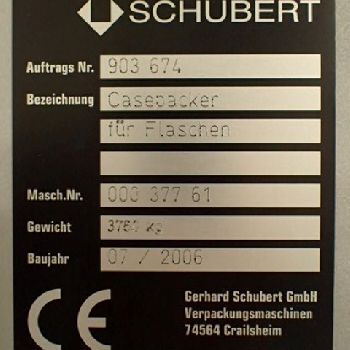 SCHUBERT
Auftrags Nr. 903 674
Bezeichnung Casepacker
für Flaschen
Masch.Nr. 000 377 61
Gewicht kg
Baujahr 07 / 2006
CE
Gerhard Schubert GmbH
Verpackungsmaschinen
74564 Crailsheim